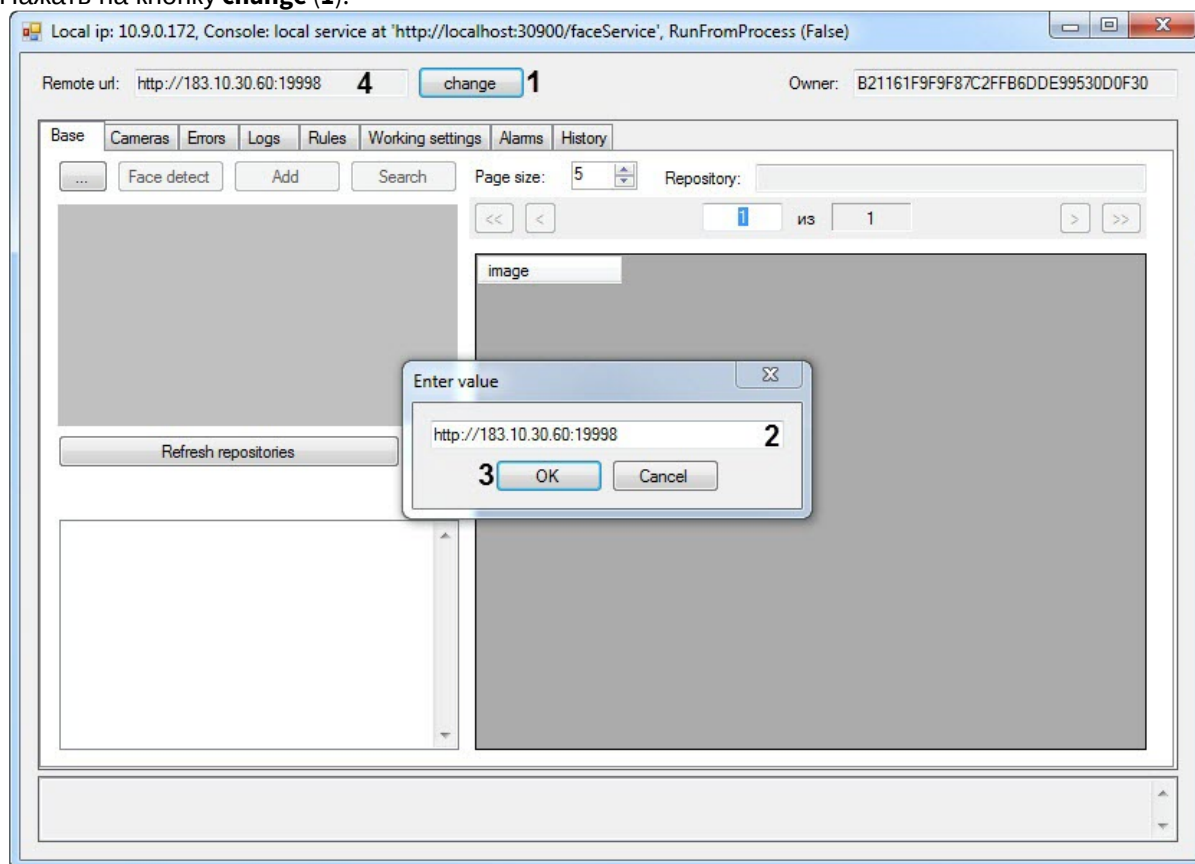 Нажать на кнопку change (1).
Local ip: 10.9.0.172, Console: local service at 'http://localhost:30900/faceService', RunFromProcess (False)
Remote url: http://183.10.30.60:19998 4 change 1 Owner: B21161F9F9F87C2FFB6DDE99530D0F30
Base Cameras Errors Logs Rules Working settings Alarms History
... Face detect Add Search Page size: 5 Repository:
<< < 1 из 1 > >>
image
Enter value
http://183.10.30.60:19998 2
Refresh repositories
3 OK Cancel